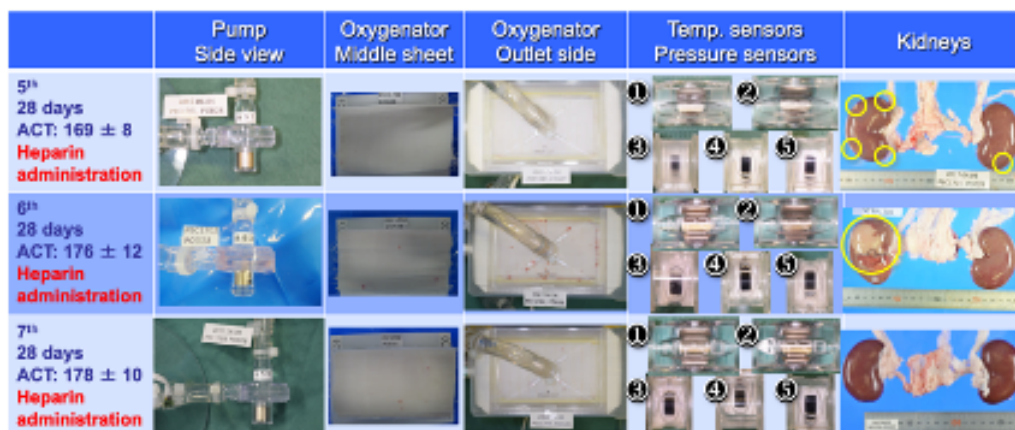 Pump
Side view
Oxygenator
Middle sheet
Oxygenator
Outlet side
Temp. sensors
Pressure sensors
Kidneys
5th
28 days
ACT: 169 ± 8
Heparin
administration
① ②
③ ④ ⑤
6th
28 days
ACT: 176 ± 12
Heparin
administration
① ②
③ ④ ⑤
7th
28 days
ACT: 178 ± 10
Heparin
administration
① ②
③ ④ ⑤